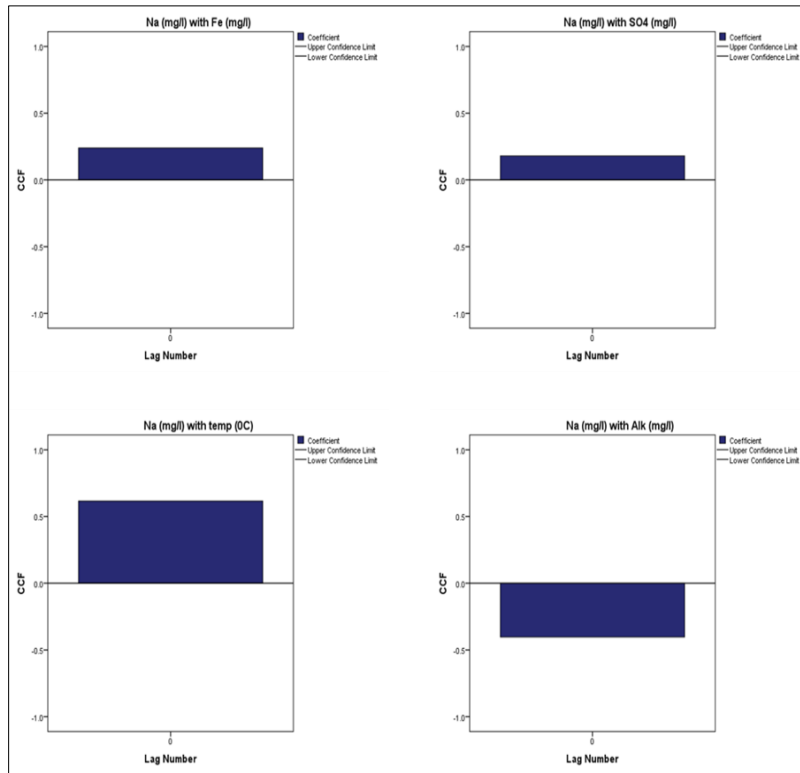 Na (mg/l) with Fe (mg/l)
Coefficient
Upper Confidence Limit
Lower Confidence Limit
1.0
0.5
0.0
-0.5
-1.0
CCF
0
Lag Number
Na (mg/l) with SO4 (mg/l)
Coefficient
Upper Confidence Limit
Lower Confidence Limit
1.0
0.5
0.0
-0.5
-1.0
CCF
0
Lag Number
Na (mg/l) with temp (0C)
Coefficient
Upper Confidence Limit
Lower Confidence Limit
1.0
0.5
0.0
-0.5
-1.0
CCF
0
Lag Number
Na (mg/l) with Alk (mg/l)
Coefficient
Upper Confidence Limit
Lower Confidence Limit
1.0
0.5
0.0
-0.5
-1.0
CCF
0
Lag Number